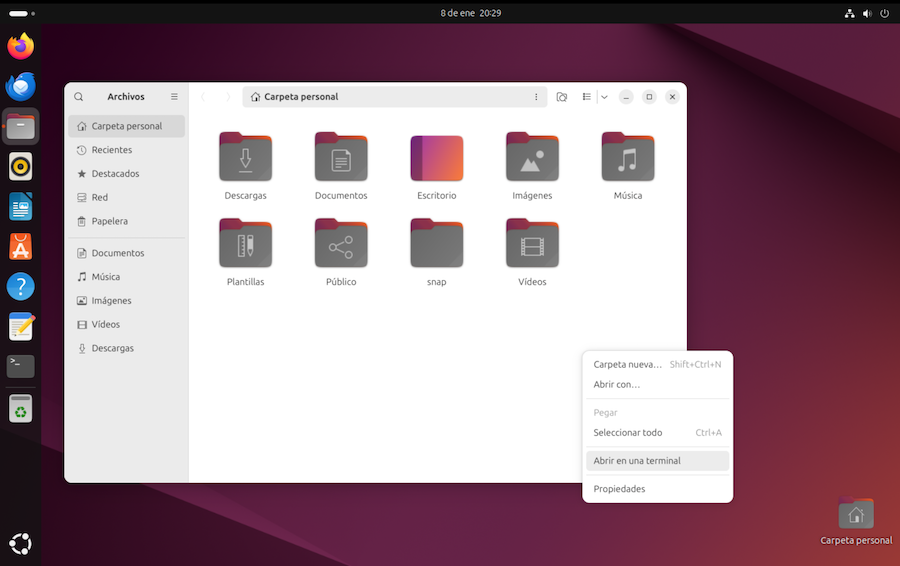 8 de ene 20:29
Archivos
Carpeta personal
Carpeta personal
Recientes
Destacados
Red
Papelera
Documentos
Música
Imágenes
Vídeos
Descargas
Descargas
Documentos
Escritorio
Imágenes
Música
Plantillas
Público
snap
Vídeos
Carpeta nueva... Shift+Ctrl+N
Abrir con...
Pegar
Seleccionar todo Ctrl+A
Abrir en una terminal
Propiedades
Carpeta personal